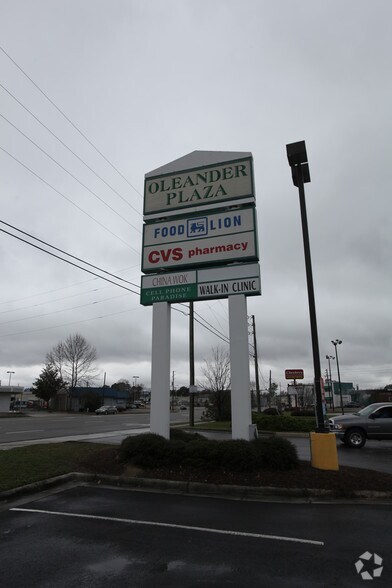 OLEANDER
PLAZA
FOOD LION
CVS pharmacy
CHINA WOK
CELL PHONE
PARADISE
WALK-IN CLINIC